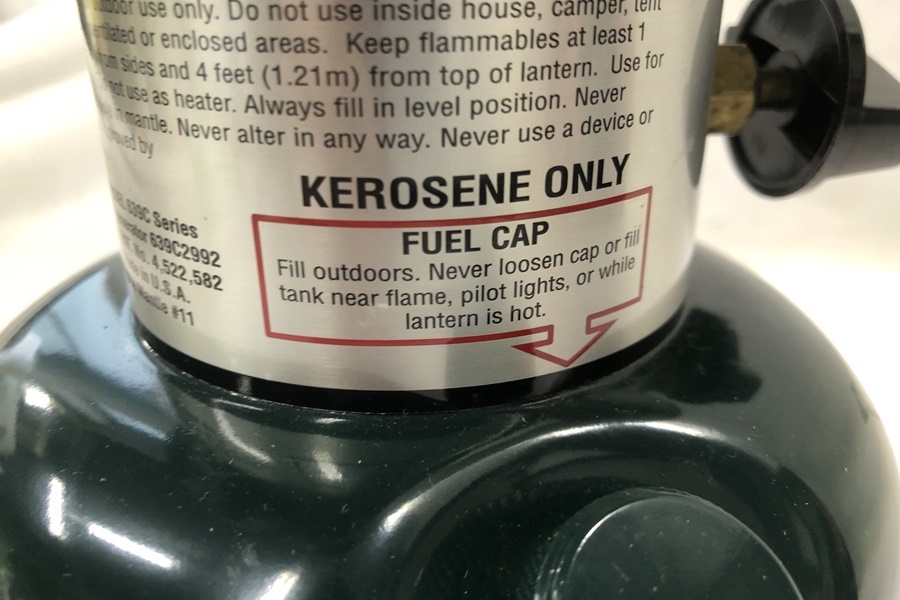 use only. Do not use inside house, camper, tent
or enclosed areas. Keep flammables at least 1
sides and 4 feet (1.21m) from top of lantern. Use for
not use as heater. Always fill in level position. Never
mantle. Never alter in any way. Never use a device or
by
KEROSENE ONLY
FUEL CAP
Fill outdoors. Never loosen cap or fill
tank near flame, pilot lights, or while
lantern is hot.
639C Series
639C2992
No. 4,522,582
in U.S.A.
Mantle #11